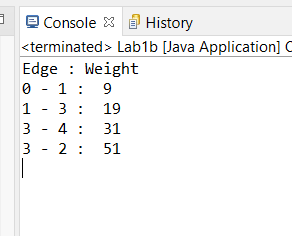 Console History
<terminated> Lab1b [Java Application]
Edge : Weight
0 - 1 :  9
1 - 3 :  19
3 - 4 :  31
3 - 2 :  51